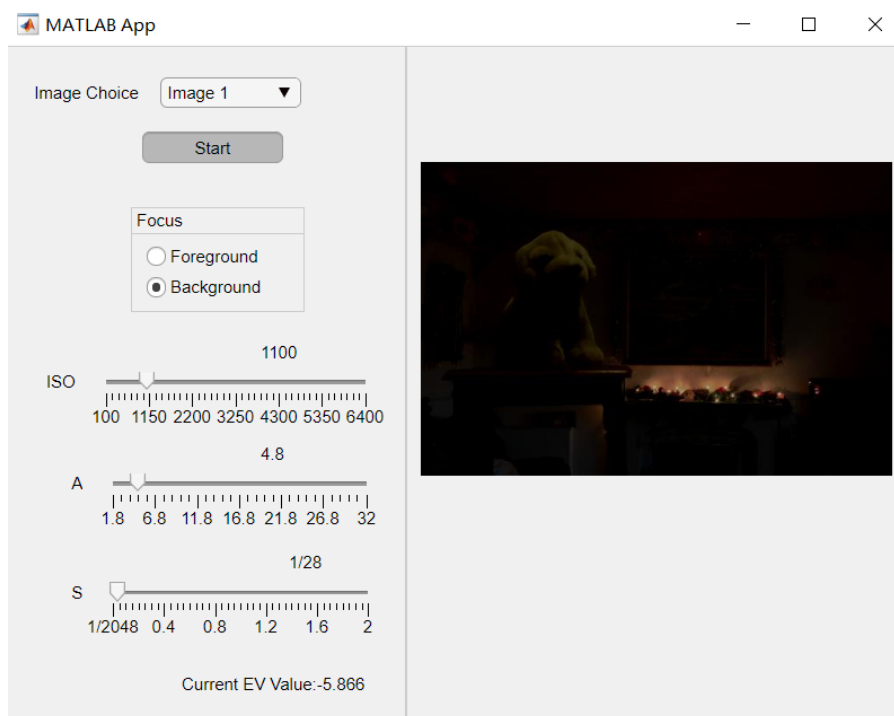 MATLAB App
Image Choice Image 1
Start
Focus
Foreground
Background
1100
ISO
100 1150 2200 3250 4300 5350 6400
4.8
A
1.8 6.8 11.8 16.8 21.8 26.8 32
1/28
S
1/2048 0.4 0.8 1.2 1.6 2
Current EV Value:-5.866